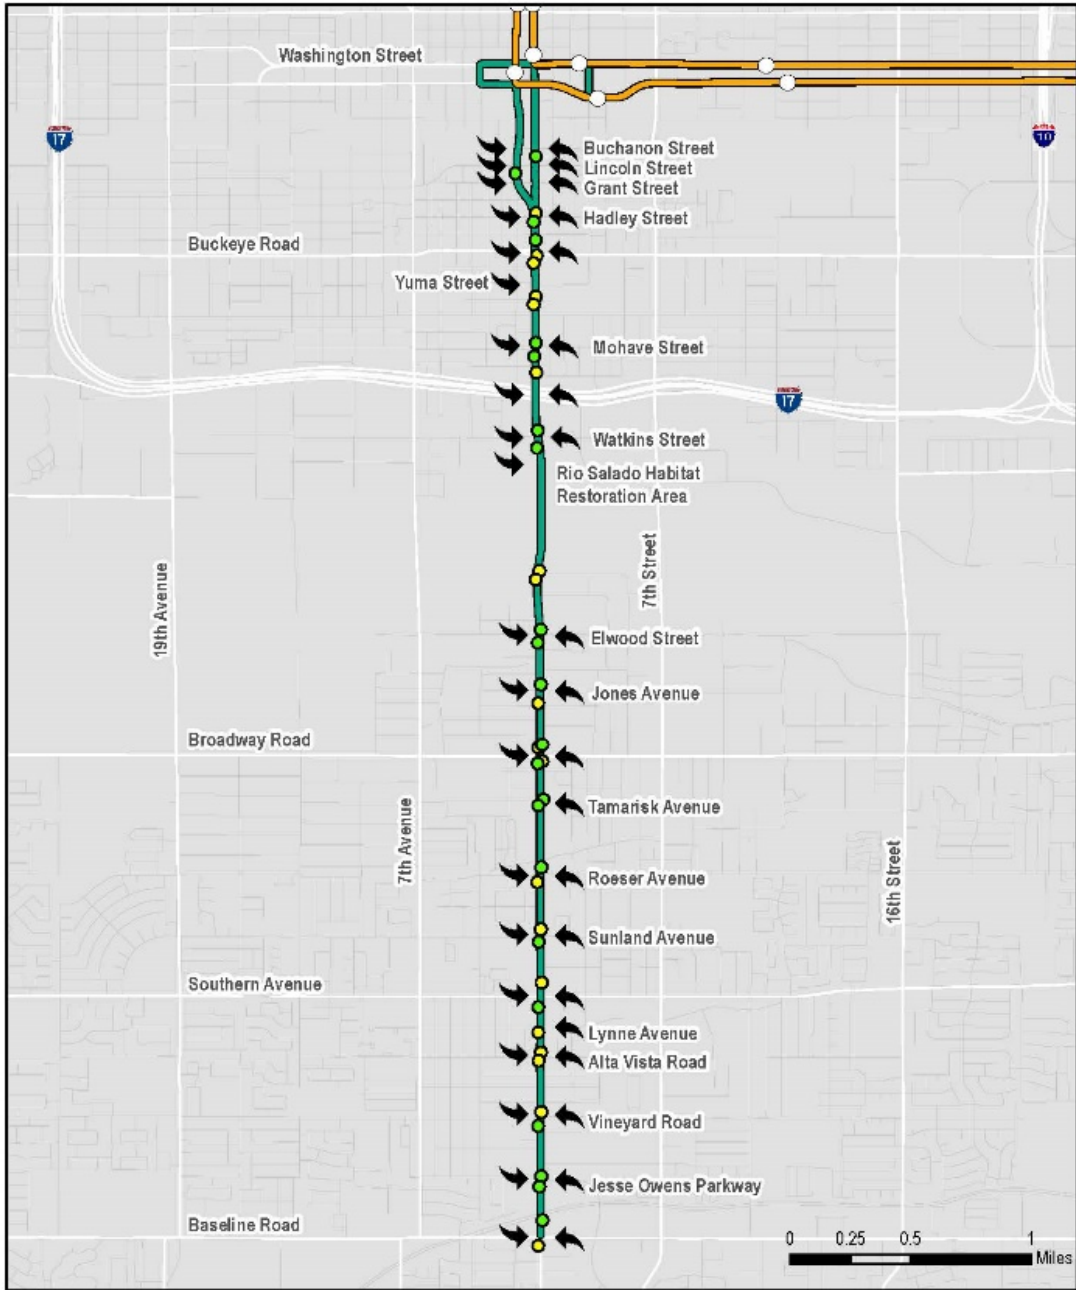 Washington Street
17
10
Buchanon Street
Lincoln Street
Grant Street
Hadley Street
Buckeye Road
Yuma Street
Mohave Street
17
Watkins Street
Rio Salado Habitat
Restoration Area
19th Avenue
7th Street
Elwood Street
Jones Avenue
Broadway Road
Tamarisk Avenue
7th Avenue
16th Street
Roeser Avenue
Sunland Avenue
Southern Avenue
Lynne Avenue
Alta Vista Road
Vineyard Road
Jesse Owens Parkway
Baseline Road
0 0.25 0.5 1
Miles